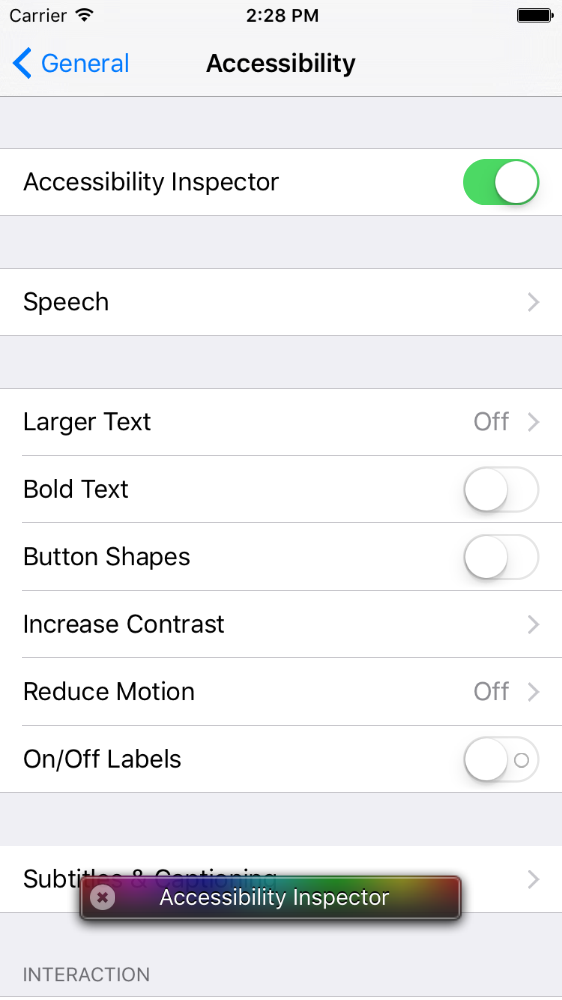 Carrier 2:28 PM
General Accessibility
Accessibility Inspector
Speech
Larger Text Off
Bold Text
Button Shapes
Increase Contrast
Reduce Motion Off
On/Off Labels
Subtitles & Captioning
Accessibility Inspector
INTERACTION